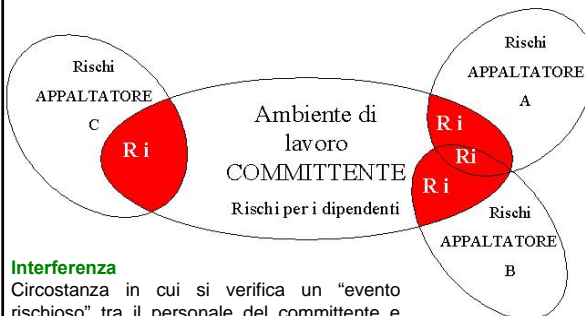 Rischi
APPALTATORE
C
R i
Ambiente di
lavoro
COMMITTENTE
Rischi per i dipendenti
Rischi
APPALTATORE
A
R i
Ri
R i
Rischi
APPALTATORE
B
Interferenza
Circostanza in cui si verifica un “evento
rischioso” tra il personale del committente e